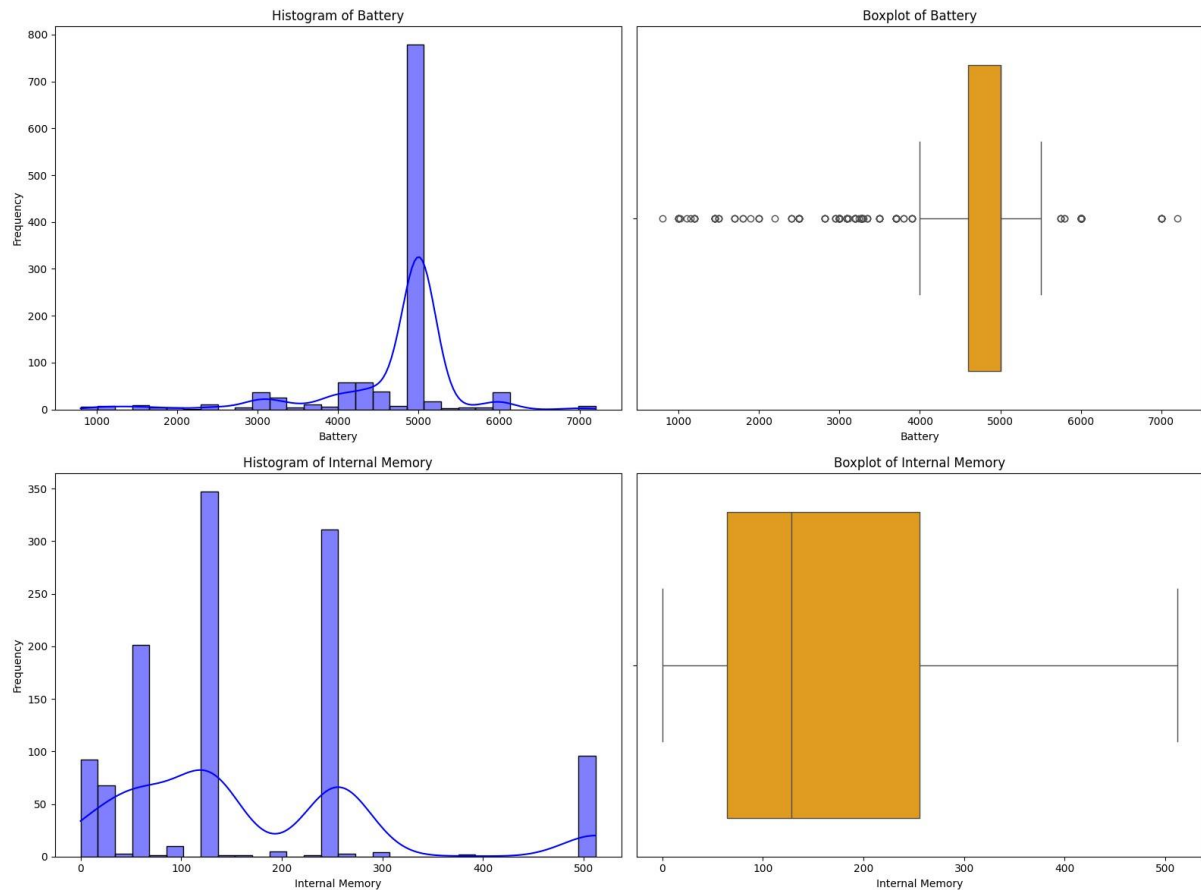 Histogram of Battery
Boxplot of Battery
Frequency
800
700
600
500
400
300
200
100
0
1000 2000 3000 4000 5000 6000 7000
Battery
1000 2000 3000 4000 5000 6000 7000
Battery
Histogram of Internal Memory
Boxplot of Internal Memory
Frequency
350
300
250
200
150
100
50
0
0 100 200 300 400 500
Internal Memory
0 100 200 300 400 500
Internal Memory